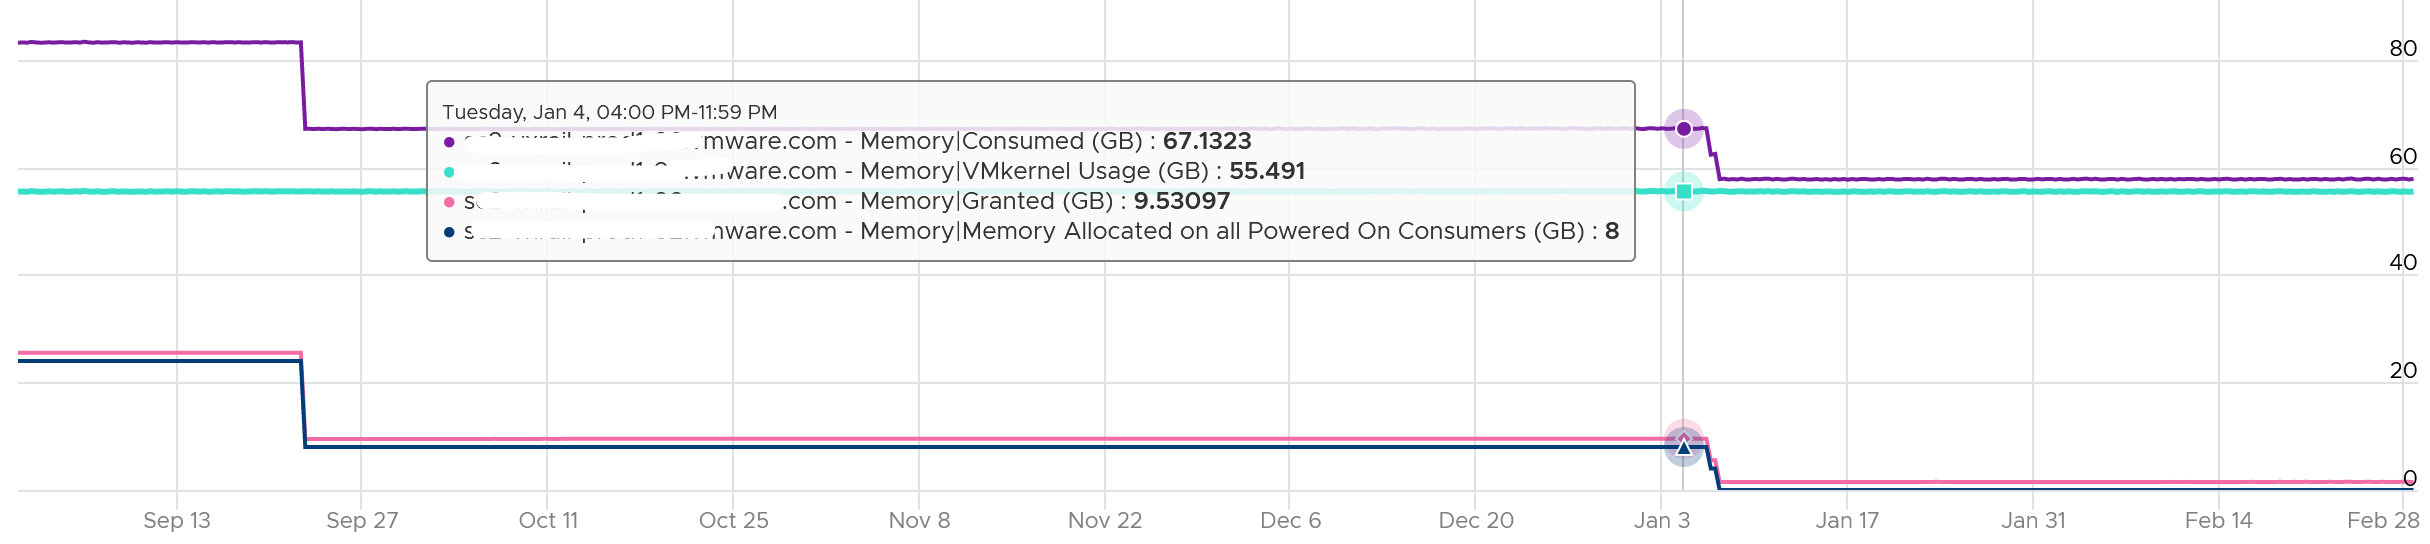 80
Tuesday, Jan 4, 04:00 PM-11:59 PM
mware.com - Memory|Consumed (GB) : 67.1323
60
mware.com - Memory|VMkernel Usage (GB) : 55.491
.com - Memory|Granted (GB) : 9.53097
mware.com - Memory|Memory Allocated on all Powered On Consumers (GB) : 8
40
20
0
Sep 13 Sep 27 Oct 11 Oct 25 Nov 8 Nov 22 Dec 6 Dec 20 Jan 3 Jan 17 Jan 31 Feb 14 Feb 28